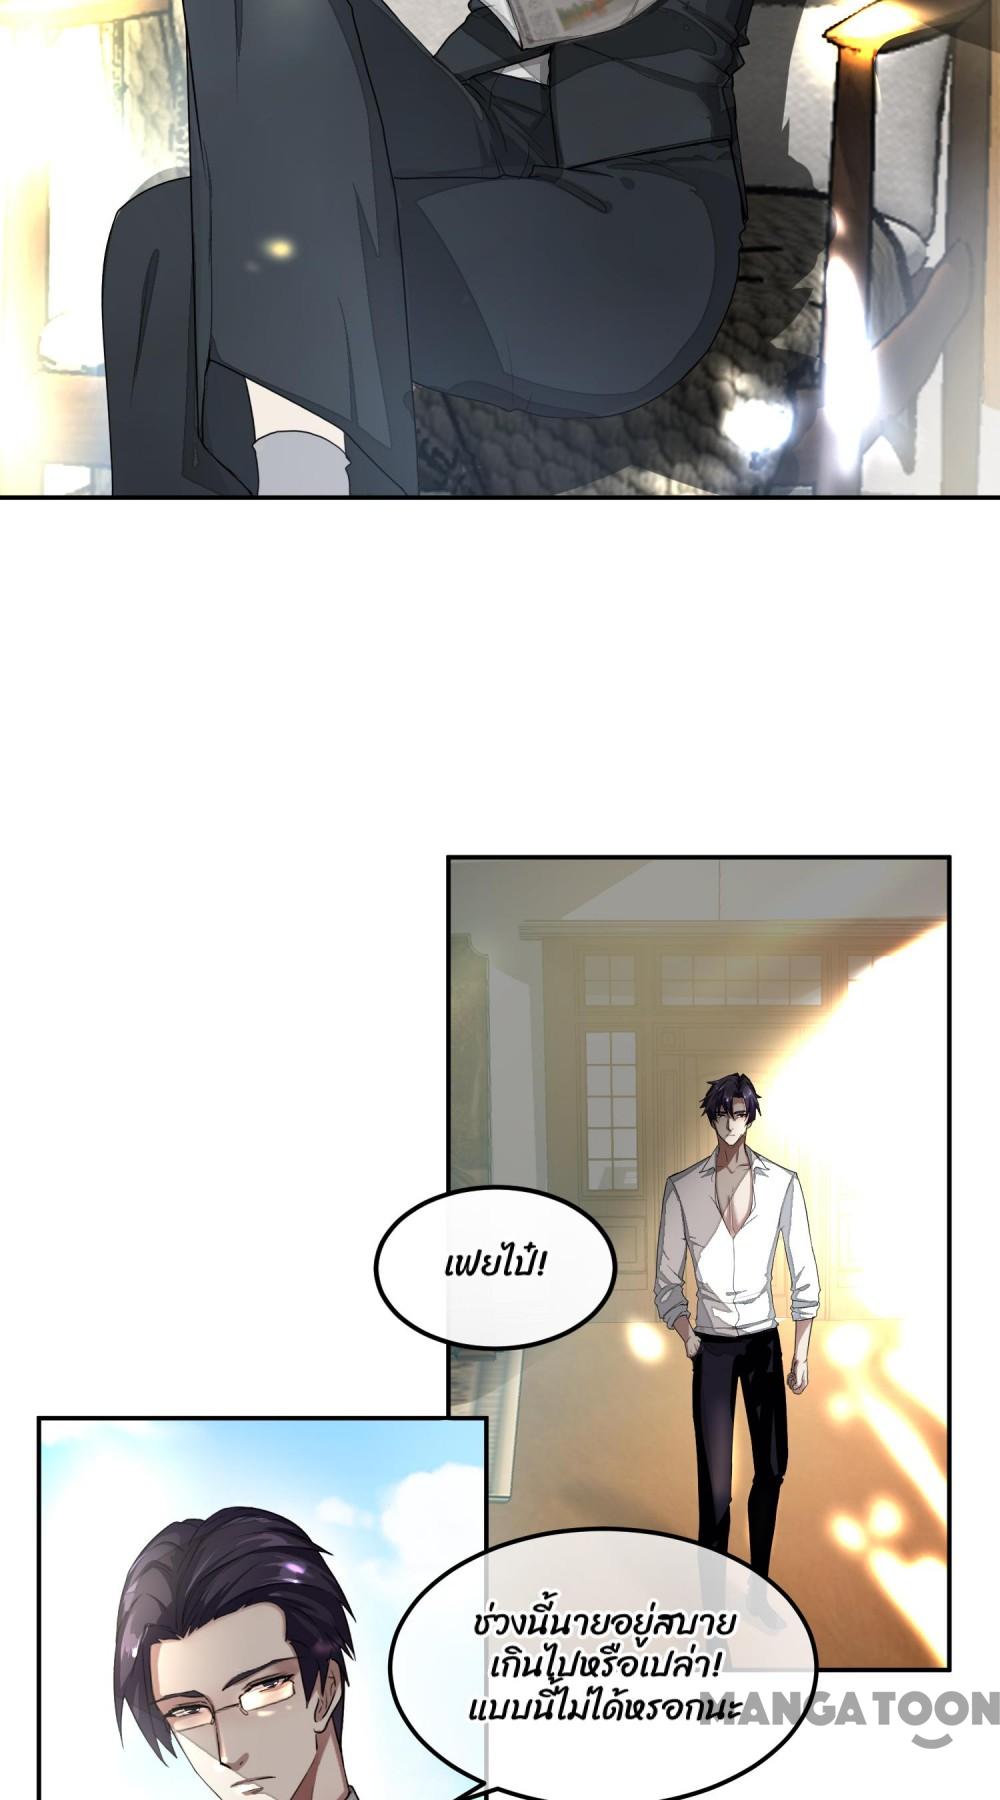 เฟยไป๋!
ช่วงนี้นายอยู่สบาย
เกินไปหรือเปล่า!
แบบนี้ไม่ได้หรอกนะ
MANGATOON